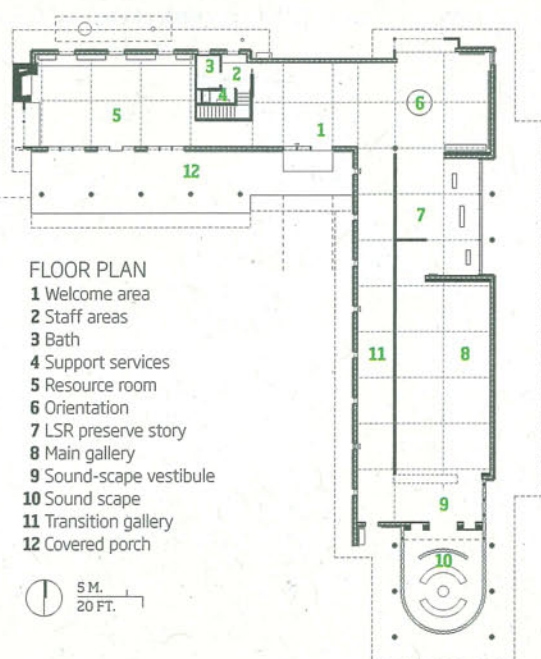 3
2
4
5
1
6
12
7
11
8
9
10
FLOOR PLAN
1 Welcome area
2 Staff areas
3 Bath
4 Support services
5 Resource room
6 Orientation
7 LSR preserve story
8 Main gallery
9 Sound-scape vestibule
10 Sound scape
11 Transition gallery
12 Covered porch
5 M.
20 FT.